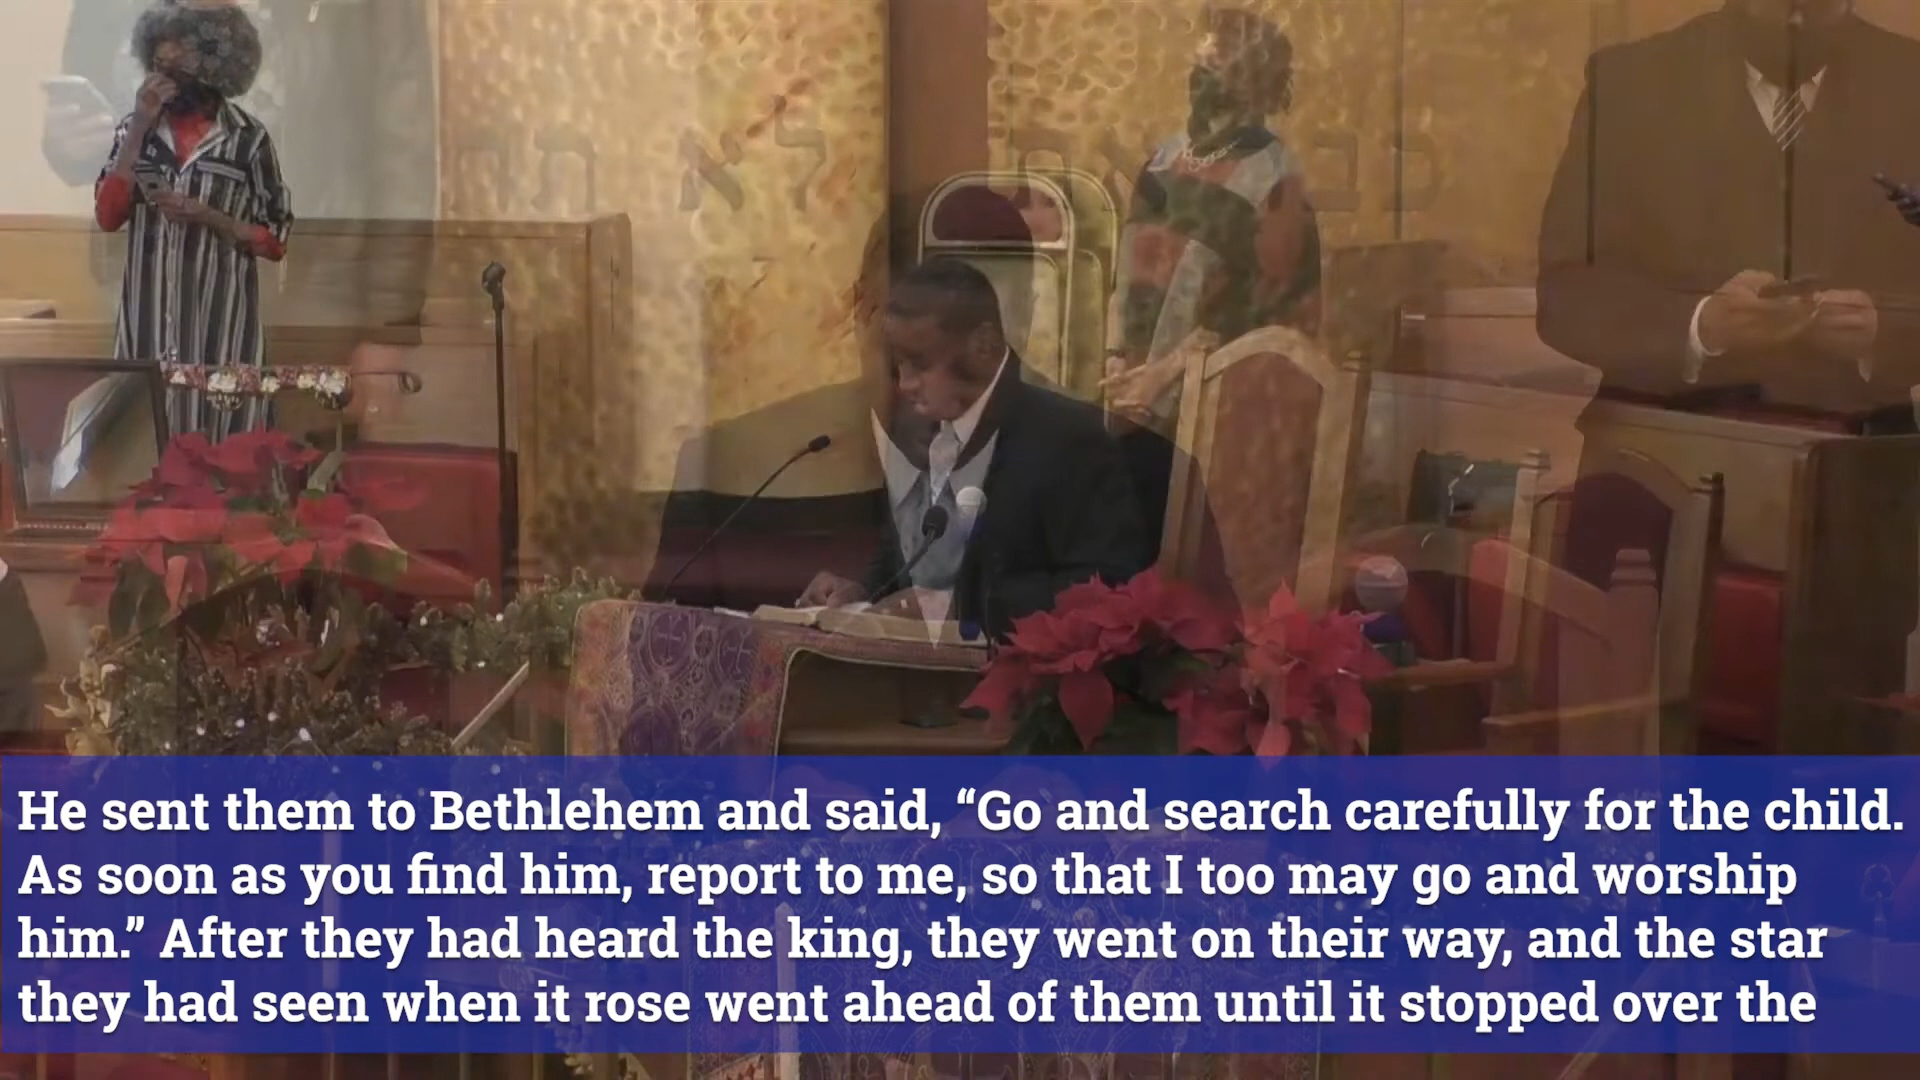 He sent them to Bethlehem and said, “Go and search carefully for the child.
As soon as you find him, report to me, so that I too may go and worship
him.” After they had heard the king, they went on their way, and the star
they had seen when it rose went ahead of them until it stopped over the